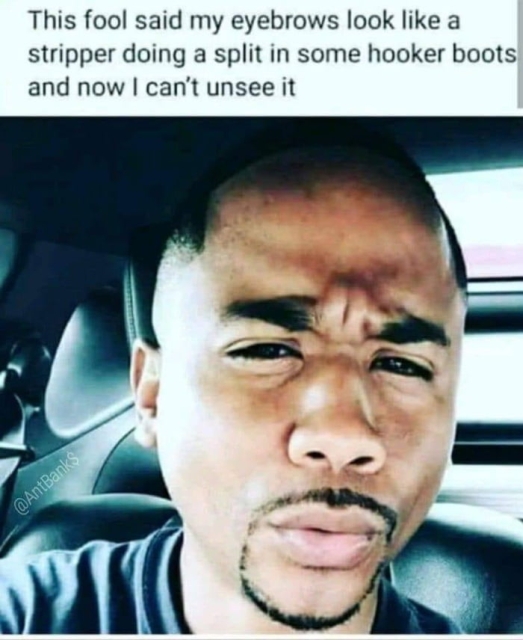 This fool said my eyebrows look like a
stripper doing a split in some hooker boots
and now I can't unsee it
@AntBank$